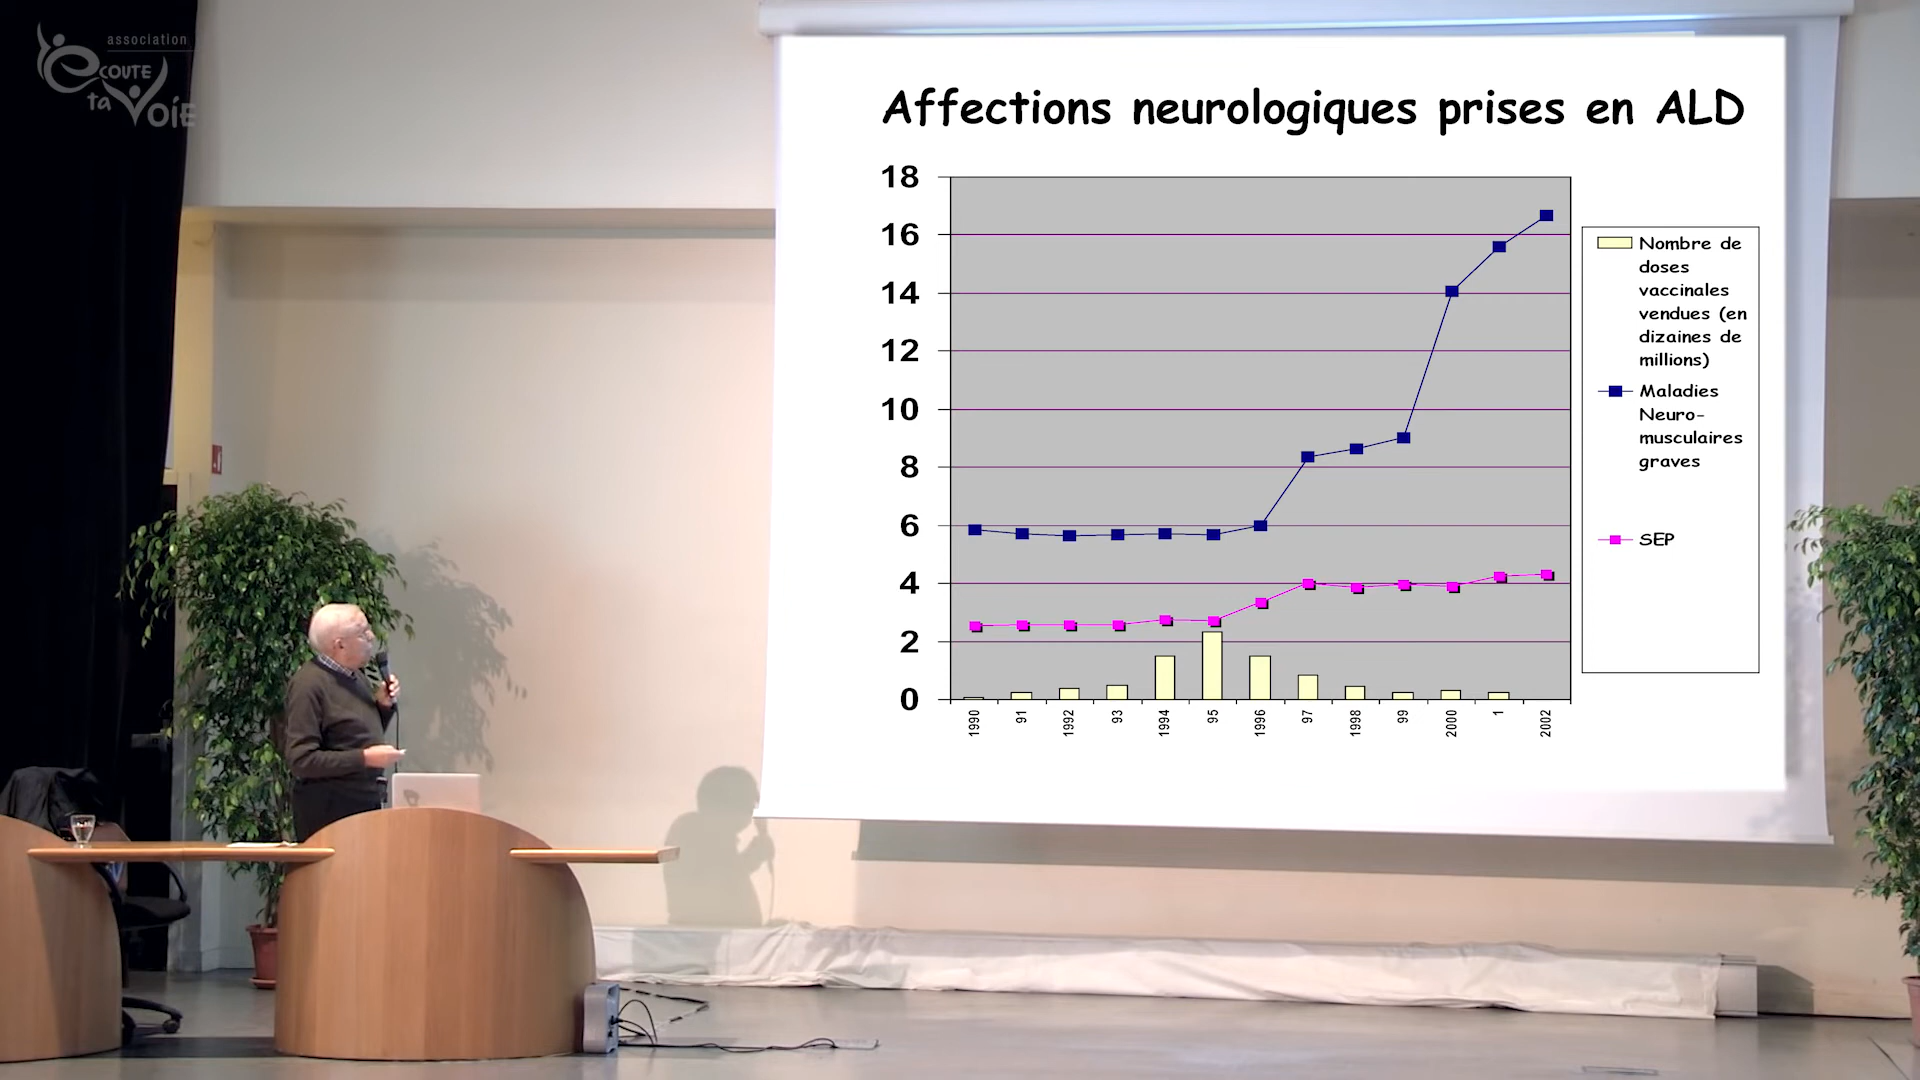 association
eCOUTE
ta VOIE
Affections neurologiques prises en ALD
18
16
14
12
10
8
6
4
2
0
1990
91
1992
93
1994
95
1996
97
1998
99
2000
1
2002
Nombre de
doses
vaccinales
vendues (en
dizaines de
millions)
Maladies
Neuro-
musculaires
graves
SEP